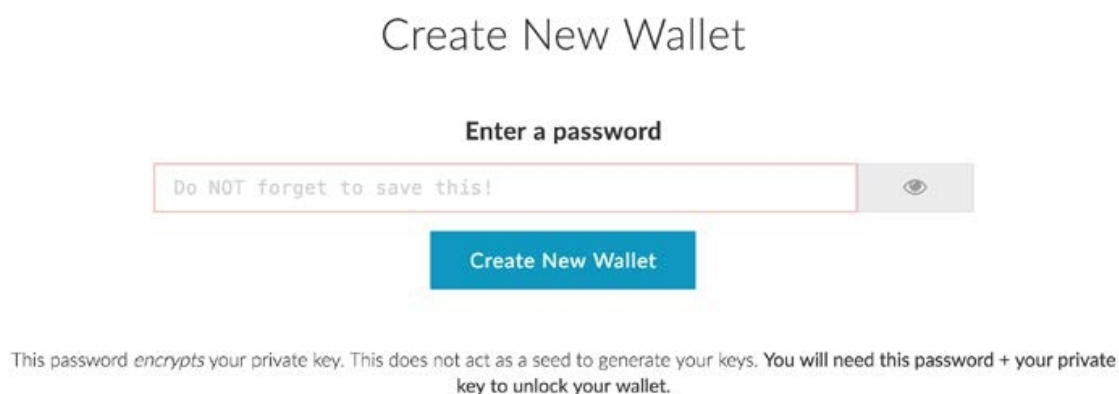 Create New Wallet
Enter a password
Do NOT forget to save this!
Create New Wallet
This password encrypts your private key. This does not act as a seed to generate your keys. You will need this password + your private
key to unlock your wallet.